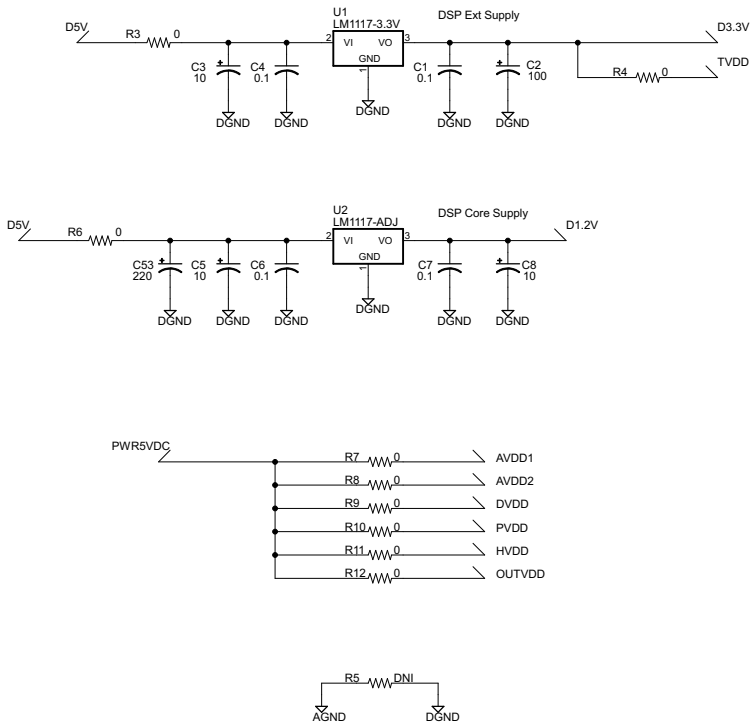 U1
D5V R3 0 LM1117-3.3V DSP Ext Supply D3.3V
2 VI VO 3
GND
1
C3 10
C4 0.1
C1 0.1
C2 100
R4 0 TVDD
DGND DGND DGND DGND DGND
U2
D5V R6 0 LM1117-ADJ DSP Core Supply D1.2V
2 VI VO 3
GND
1
C53 220
C5 10
C6 0.1
C7 0.1
C8 10
DGND DGND DGND DGND DGND DGND
PWR5VDC
R7 0 AVDD1
R8 0 AVDD2
R9 0 DVDD
R10 0 PVDD
R11 0 HVDD
R12 0 OUTVDD
R5 DNI
AGND DGND